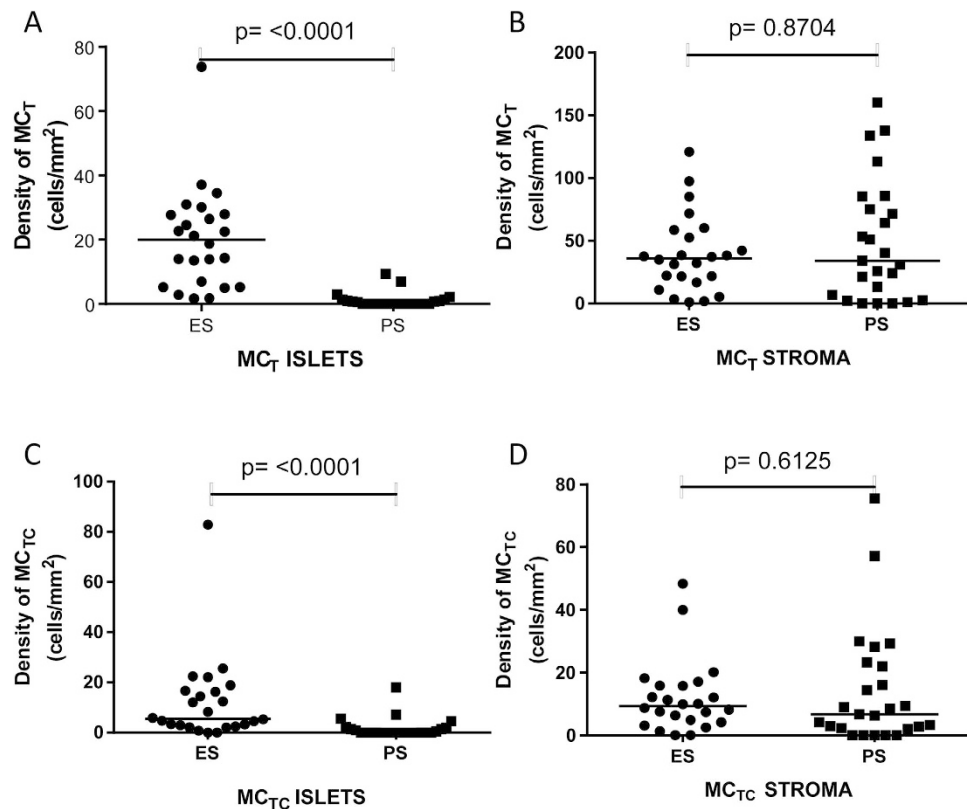 A
p= <0.0001
Density of MCT
(cells/mm2)
80
60
40
20
0
ES
PS
MCT ISLETS
B
p= 0.8704
Density of MCT
(cells/mm2)
200
150
100
50
0
ES
PS
MCT STROMA
C
p= <0.0001
Density of MCTC
(cells/mm2)
100
80
60
40
20
0
ES
PS
MCTC ISLETS
D
p= 0.6125
Density of MCTC
(cells/mm2)
80
60
40
20
0
ES
PS
MCTC STROMA